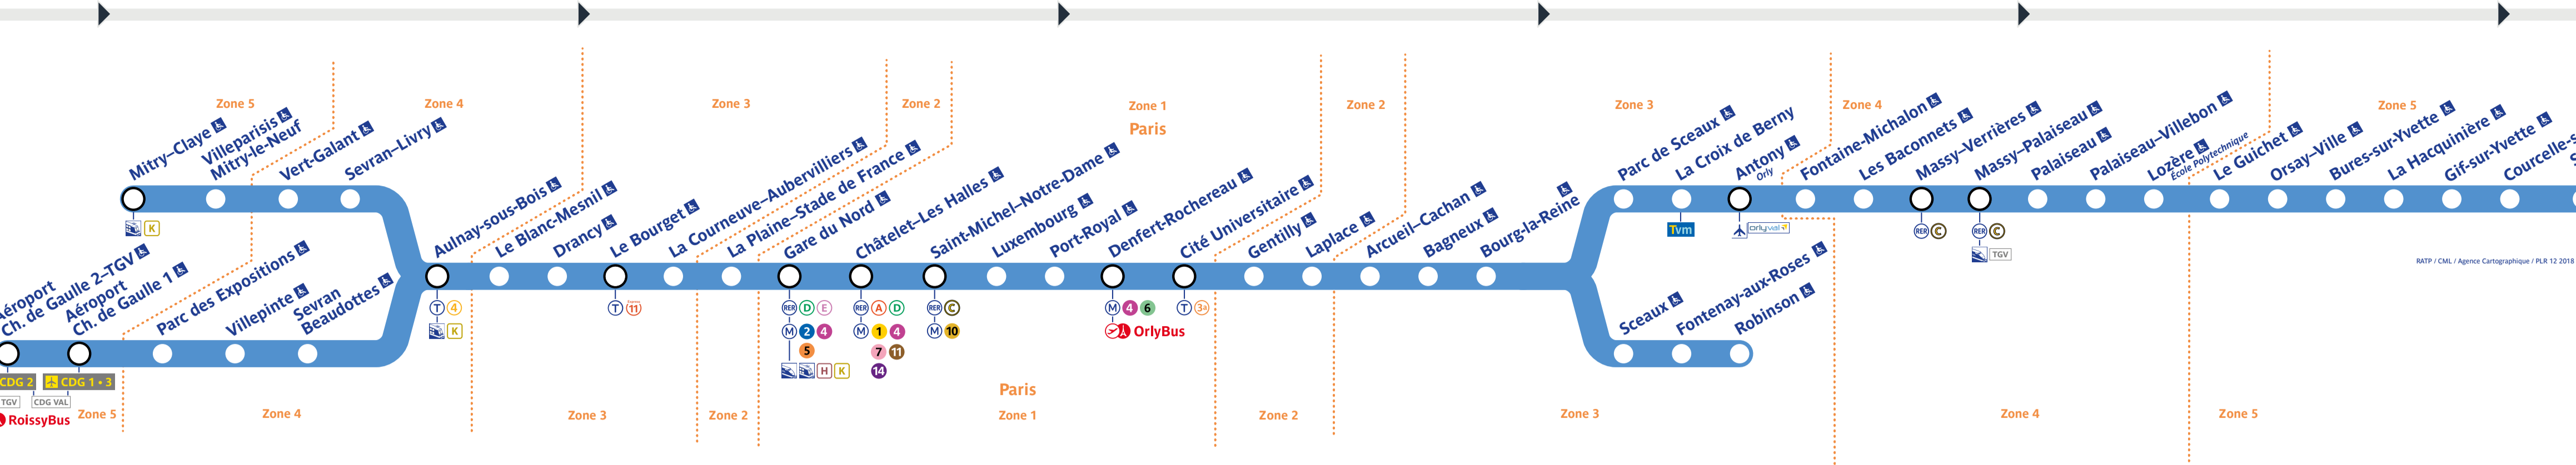 Zone 5
Zone 4
Zone 3
Zone 2
Zone 1
Paris
Zone 2
Zone 3
Zone 4
Zone 5
Mitry–Claye
Villeparisis
Mitry-le-Neuf
Vert-Galant
Sevran–Livry
K
Aéroport
Ch. de Gaulle 2–TGV
Aéroport
Ch. de Gaulle 1
Parc des Expositions
Villepinte
Sevran
Beaudottes
CDG 2
CDG 1 • 3
TGV
CDG VAL
RoissyBus
Aulnay-sous-Bois
T 4
K
Le Blanc-Mesnil
Drancy
Le Bourget
T 11
La Courneuve–Aubervilliers
La Plaine–Stade de France
Gare du Nord
RER D E
M 2 4
5
H K
Châtelet–Les Halles
RER A D
M 1 4
7 11
14
Saint-Michel–Notre-Dame
RER C
M 10
Luxembourg
Port-Royal
Denfert-Rochereau
M 4 6
OrlyBus
Cité Universitaire
T 3a
Gentilly
Laplace
Arcueil–Cachan
Bagneux
Bourg-la-Reine
Parc de Sceaux
La Croix de Berny
Tvm
Antony
Orly
orlyval
Fontaine-Michalon
Les Baconnets
Massy–Verrières
RER C
Massy–Palaiseau
RER C
TGV
Palaiseau
Palaiseau–Villebon
Lozère
École Polytechnique
Le Guichet
Orsay–Ville
Bures-sur-Yvette
La Hacquinière
Gif-sur-Yvette
Courcelle-s
Sceaux
Fontenay-aux-Roses
Robinson
RATP / CML / Agence Cartographique / PLR 12 2018
Zone 5
Zone 4
Zone 3
Zone 2
Paris
Zone 1
Zone 2
Zone 3
Zone 4
Zone 5